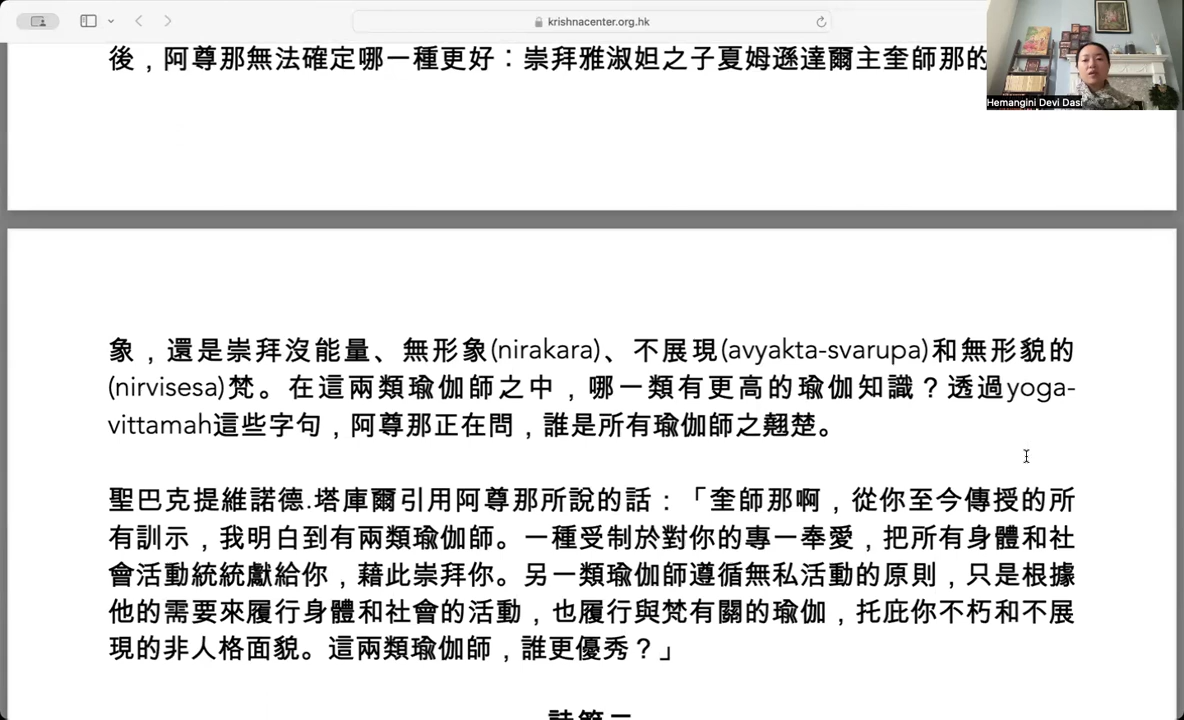 krishnacenter.org.hk
後，阿尊那無法確定哪一種更好：崇拜雅淑妲之子夏姆遜達爾主奎師那的
Hemangini Devi Dasi
象，還是崇拜沒能量、無形象(nirakara)、不展現(avyakta-svarupa)和無形貌的
(nirvisesa)梵。在這兩類瑜伽師之中，哪一類有更高的瑜伽知識？透過yoga-
vittamah這些字句，阿尊那正在問，誰是所有瑜伽師之翹楚。
聖巴克提維諾德.塔庫爾引用阿尊那所說的話：「奎師那啊，從你至今傳授的所
有訓示，我明白到有兩類瑜伽師。一種受制於對你的專一奉愛，把所有身體和社
會活動統統獻給你，藉此崇拜你。另一類瑜伽師遵循無私活動的原則，只是根據
他的需要來履行身體和社會的活動，也履行與梵有關的瑜伽，托庇你不朽和不展
現的非人格面貌。這兩類瑜伽師，誰更優秀？」